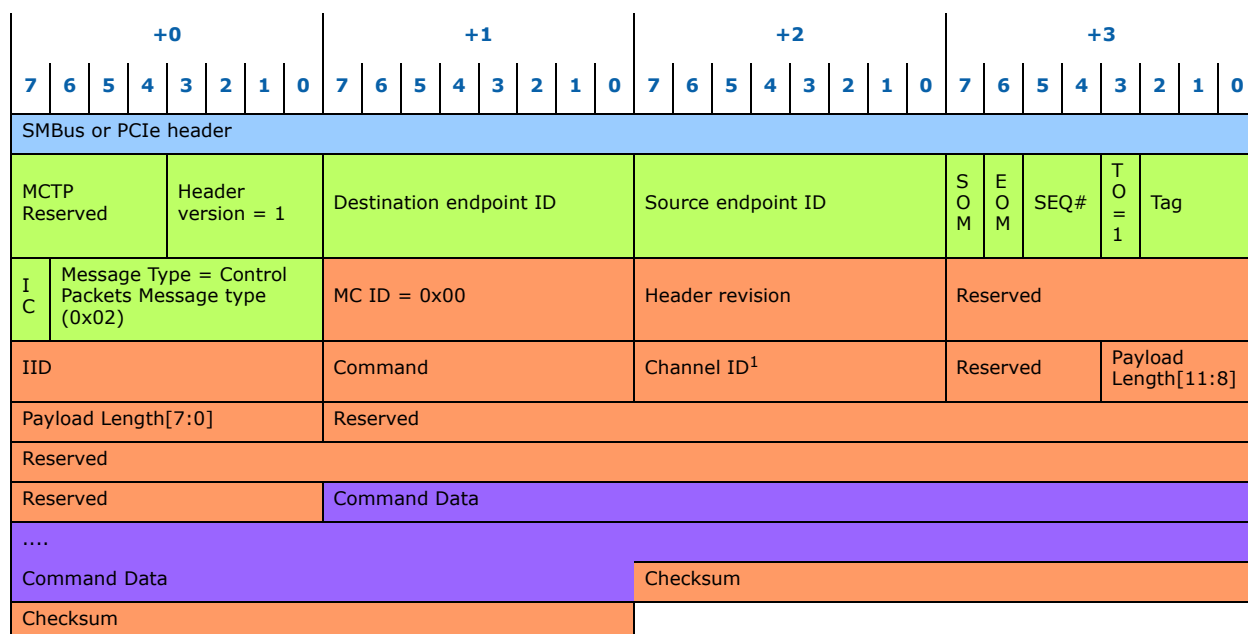 +0 +1 +2 +3
7 6 5 4 3 2 1 0 7 6 5 4 3 2 1 0 7 6 5 4 3 2 1 0 7 6 5 4 3 2 1 0
SMBus or PCIe header
MCTP
Reserved
Header
version = 1
Destination endpoint ID
Source endpoint ID
S
O
M
E
O
M
SEQ#
T
O
=
1
Tag
I
C
Message Type = Control
Packets Message type
(0x02)
MC ID = 0x00
Header revision
Reserved
IID
Command
Channel ID¹
Reserved
Payload
Length[11:8]
Payload Length[7:0]
Reserved
Reserved
Reserved
Command Data
....
Command Data
Checksum
Checksum